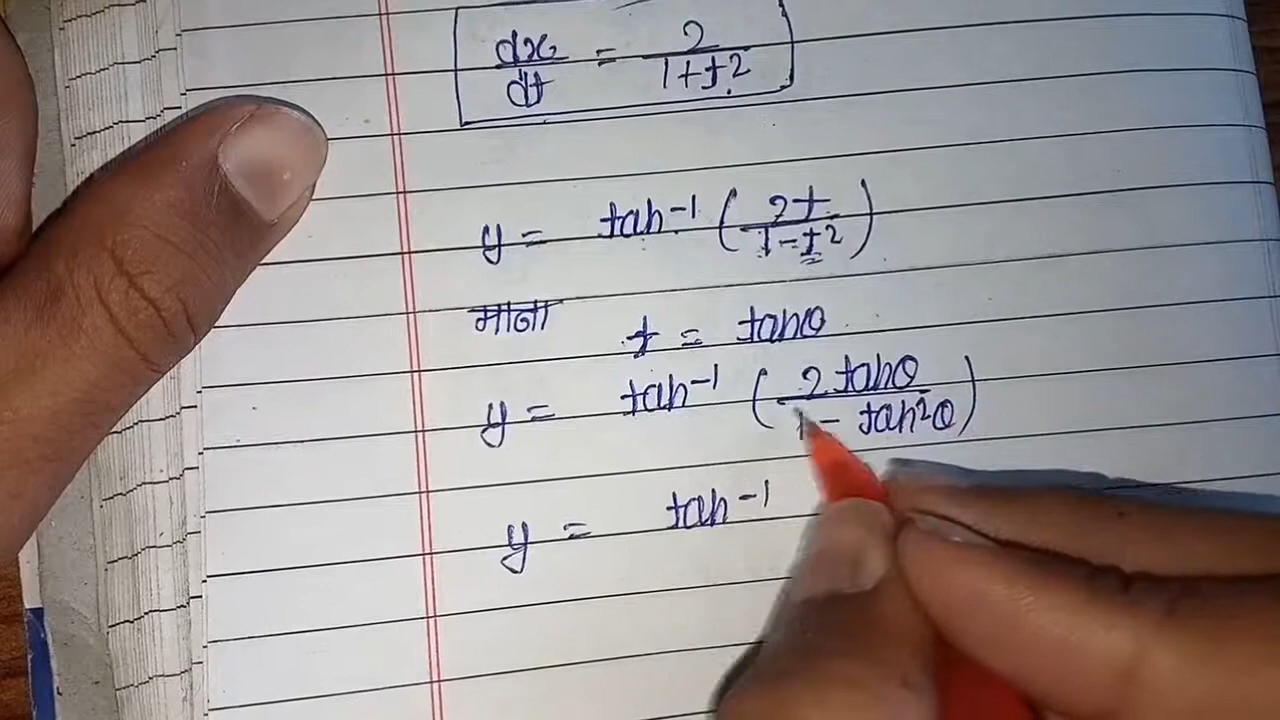 dx/dt = 2/1+t²
y = tan⁻¹ (2t/1-t²)
माना t = tanθ
y = tan⁻¹ (2tanθ/1 - tan²θ)
y = tan⁻¹